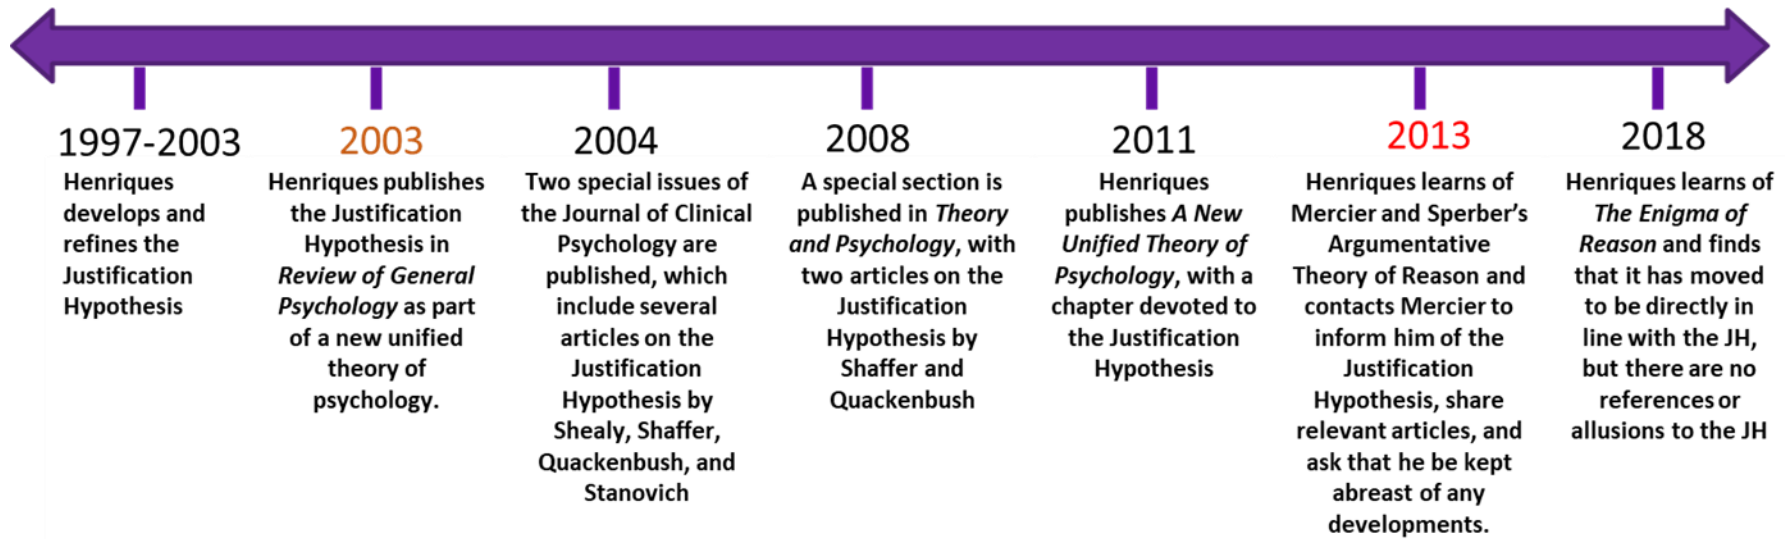 1997-2003
Henriques
develops and
refines the
Justification
Hypothesis
2003
Henriques publishes
the Justification
Hypothesis in
Review of General
Psychology as part
of a new unified
theory of
psychology.
2004
Two special issues of
the Journal of Clinical
Psychology are
published, which
include several
articles on the
Justification
Hypothesis by
Shealy, Shaffer,
Quackenbush, and
Stanovich
2008
A special section is
published in Theory
and Psychology, with
two articles on the
Justification
Hypothesis by
Shaffer and
Quackenbush
2011
Henriques
publishes A New
Unified Theory of
Psychology, with a
chapter devoted to
the Justification
Hypothesis
2013
Henriques learns of
Mercier and Sperber’s
Argumentative
Theory of Reason and
contacts Mercier to
inform him of the
Justification
Hypothesis, share
relevant articles, and
ask that he be kept
abreast of any
developments.
2018
Henriques learns of
The Enigma of
Reason and finds
that it has moved
to be directly in
line with the JH,
but there are no
references or
allusions to the JH